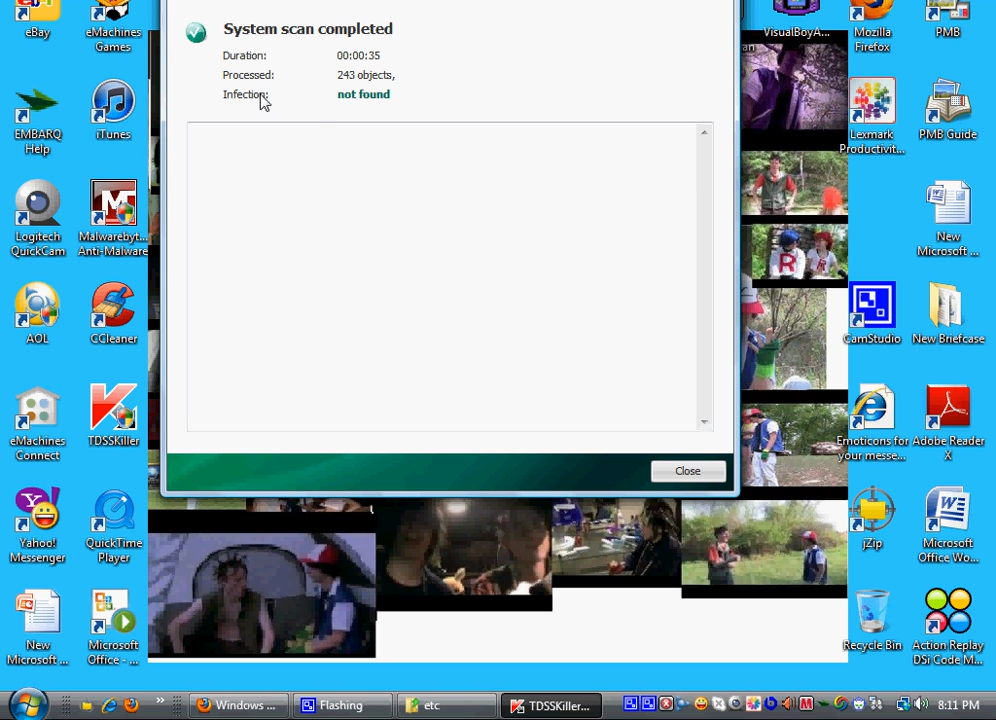 System scan completed
Duration: 00:00:35
Processed: 243 objects,
Infection: not found
Close
eBay
eMachines
Games
EMBARQ
Help
iTunes
Logitech
QuickCam
Malwarebyt...
Anti-Malware
AOL
CCleaner
eMachines
Connect
TDSSKiller
Yahoo!
Messenger
QuickTime
Player
New
Microsoft ...
Microsoft
Office - ...
VisualBoyA...
an
Mozilla
Firefox
PMB
Lexmark
Productivit...
PMB Guide
New
Microsoft ...
CamStudio
New Briefcase
Emoticons for
your messe...
Adobe Reader
X
jZip
Microsoft
Office Wo...
Recycle Bin
Action Replay
DSi Code M...
R
R
Windows ...
Flashing
etc
TDSSKiller...
8:11 PM